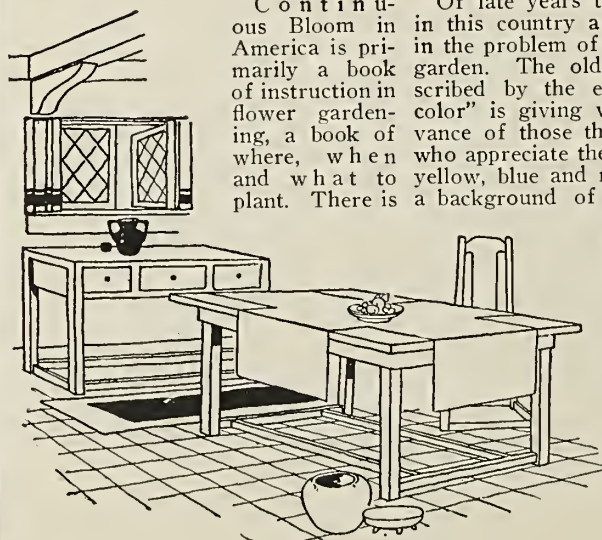 Continu-
ous Bloom in
America is pri-
marily a book
of instruction in
flower garden-
ing, a book of
where, when
and what to
plant. There is
Of late years t
in this country a
in the problem of
garden. The old
scribed by the e
color" is giving
vance of those th
who appreciate the
yellow, blue and
a background of